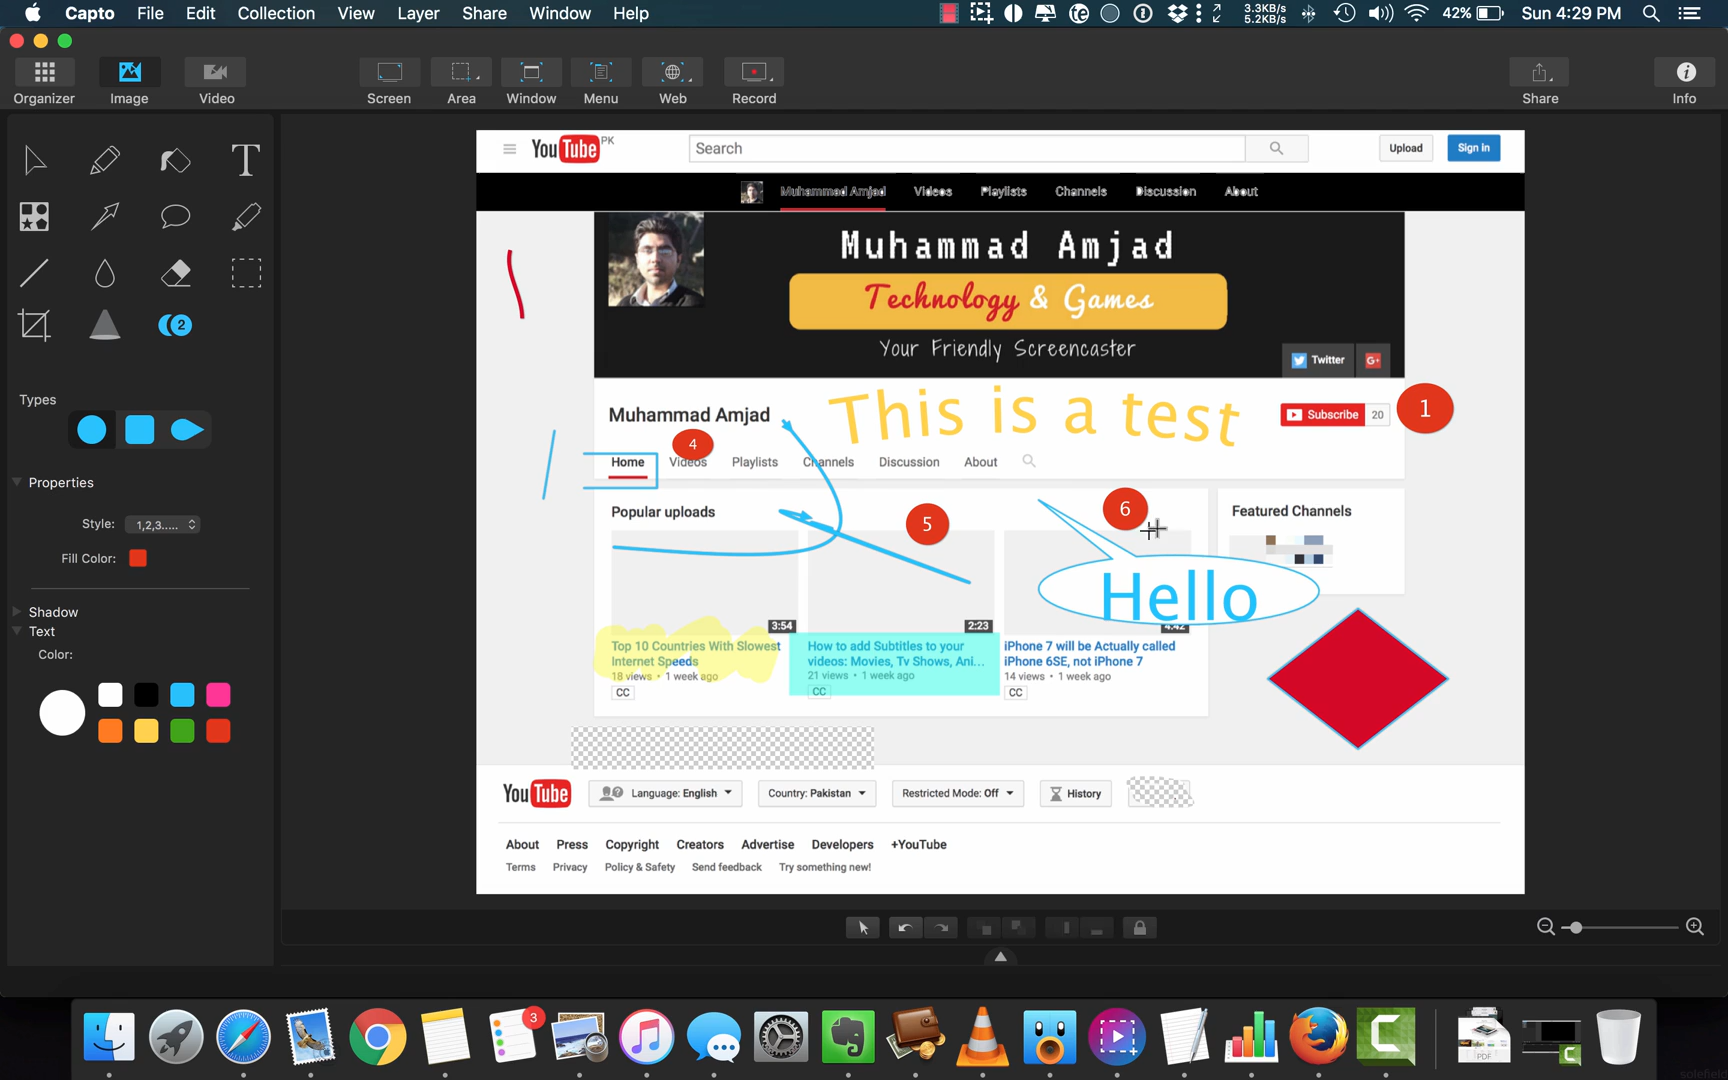 Capto File Edit Collection View Layer Share Window Help 3.3KB/s 5.2KB/s 42% Sun 4:29 PM
Organizer Image Video Screen Area Window Menu Web Record Share Info
YouTube PK Search Upload Sign in
Muhammad Amjad Videos Playlists Channels Discussion About
Muhammad Amjad
Technology & Games
Your Friendly Screencaster
Twitter G+
This is a test
Muhammad Amjad Subscribe 20 1
4
Home Videos Playlists Channels Discussion About
Popular uploads 5 6 Featured Channels
Hello
3:54 2:23 4:42
Top 10 Countries With Slowest
Internet Speeds
18 views • 1 week ago
CC
How to add Subtitles to your
videos: Movies, Tv Shows, Ani...
21 views • 1 week ago
CC
iPhone 7 will be Actually called
iPhone 6SE, not iPhone 7
14 views • 1 week ago
CC
YouTube Language: English Country: Pakistan Restricted Mode: Off History
About Press Copyright Creators Advertise Developers +YouTube
Terms Privacy Policy & Safety Send feedback Try something new!
T
2
Types
Properties
Style: 1,2,3.....
Fill Color:
Shadow
Text
Color:
3
PDF